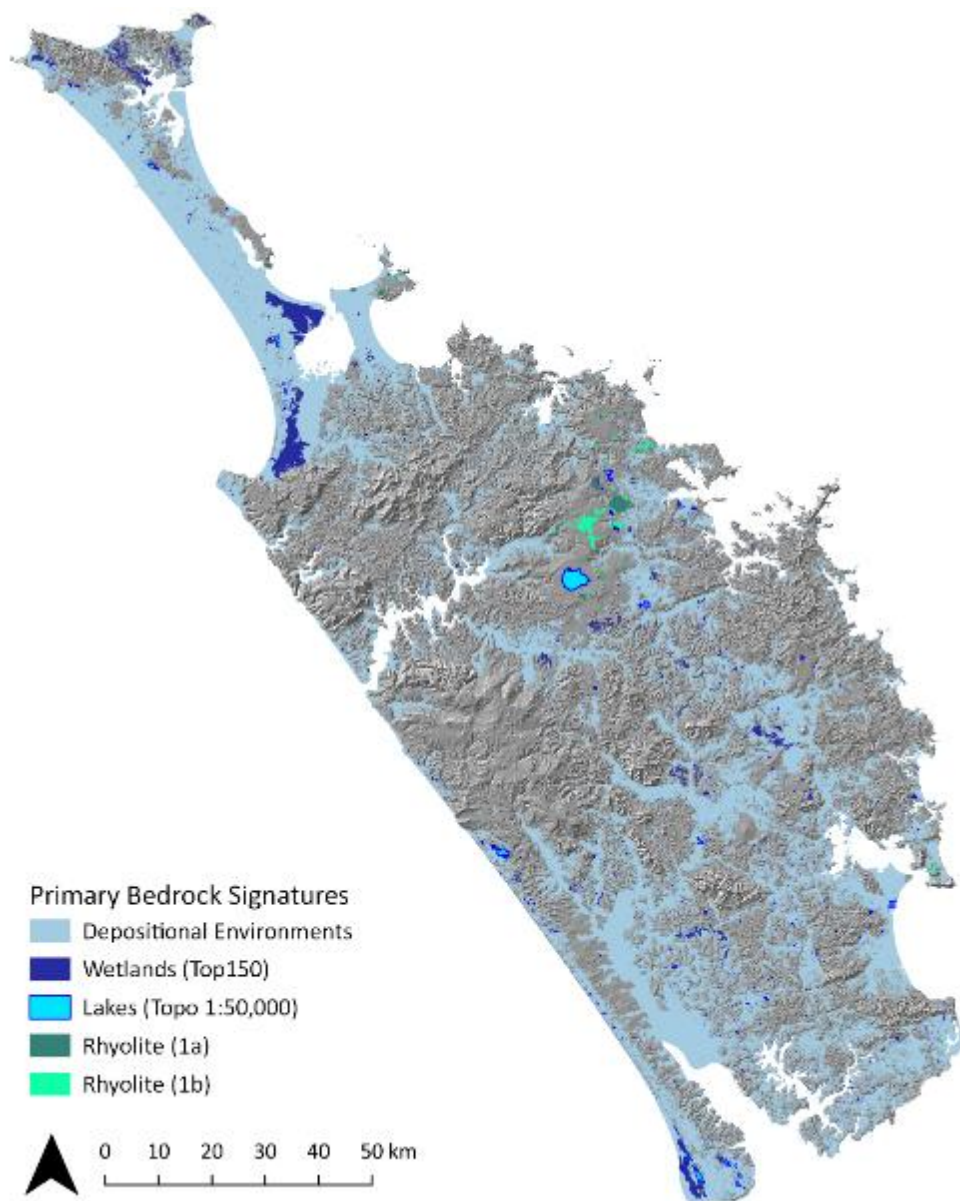 Primary Bedrock Signatures
Depositional Environments
Wetlands (Top150)
Lakes (Topo 1:50,000)
Rhyolite (1a)
Rhyolite (1b)
0 10 20 30 40 50 km